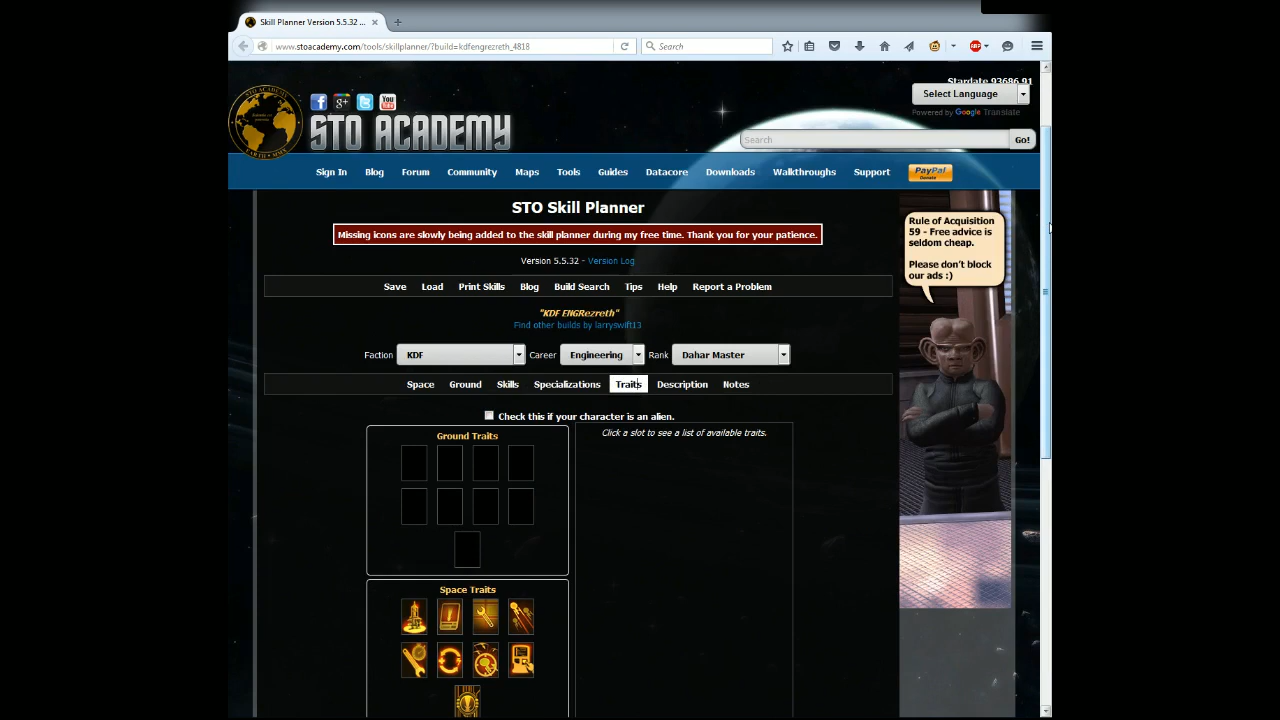 Skill Planner Version 5.5.32 ...
www.stoacademy.com/tools/skillplanner/?build=kdfengrezreth_4818
Search
ABP
Stardate 93686.91
Select Language
Powered by Google Translate
g+
You
STO ACADEMY
Search
Go!
Sign In Blog Forum Community Maps Tools Guides Datacore Downloads Walkthroughs Support
PayPal
Donate
STO Skill Planner
Missing icons are slowly being added to the skill planner during my free time. Thank you for your patience.
Version 5.5.32 - Version Log
Save Load Print Skills Blog Build Search Tips Help Report a Problem
"KDF ENGRezreth"
Find other builds by larryswift13
Faction KDF Career Engineering Rank Dahar Master
Space Ground Skills Specializations Traits Description Notes
Check this if your character is an alien.
Ground Traits
Click a slot to see a list of available traits.
Space Traits
Rule of Acquisition
59 - Free advice is
seldom cheap.
Please don't block
our ads :)